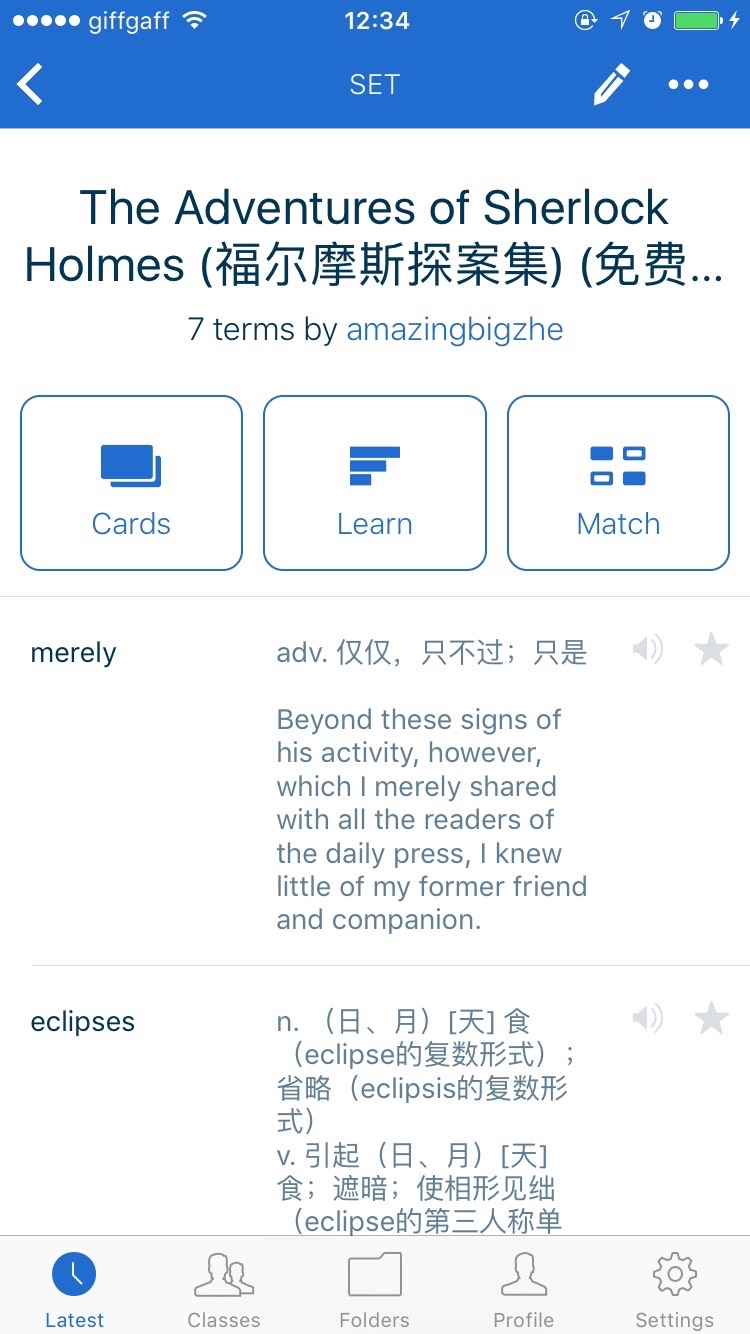 giffgaff 12:34
SET
The Adventures of Sherlock
Holmes (福尔摩斯探案集) (免费...
7 terms by amazingbigzhe
Cards Learn Match
merely adv. 仅仅，只不过；只是
Beyond these signs of
his activity, however,
which I merely shared
with all the readers of
the daily press, I knew
little of my former friend
and companion.
eclipses n. （日、月）[天] 食
（eclipse的复数形式）；
省略（eclipsis的复数形
式）
v. 引起（日、月）[天]
食；遮暗；使相形见绌
（eclipse的第三人称单
Latest Classes Folders Profile Settings